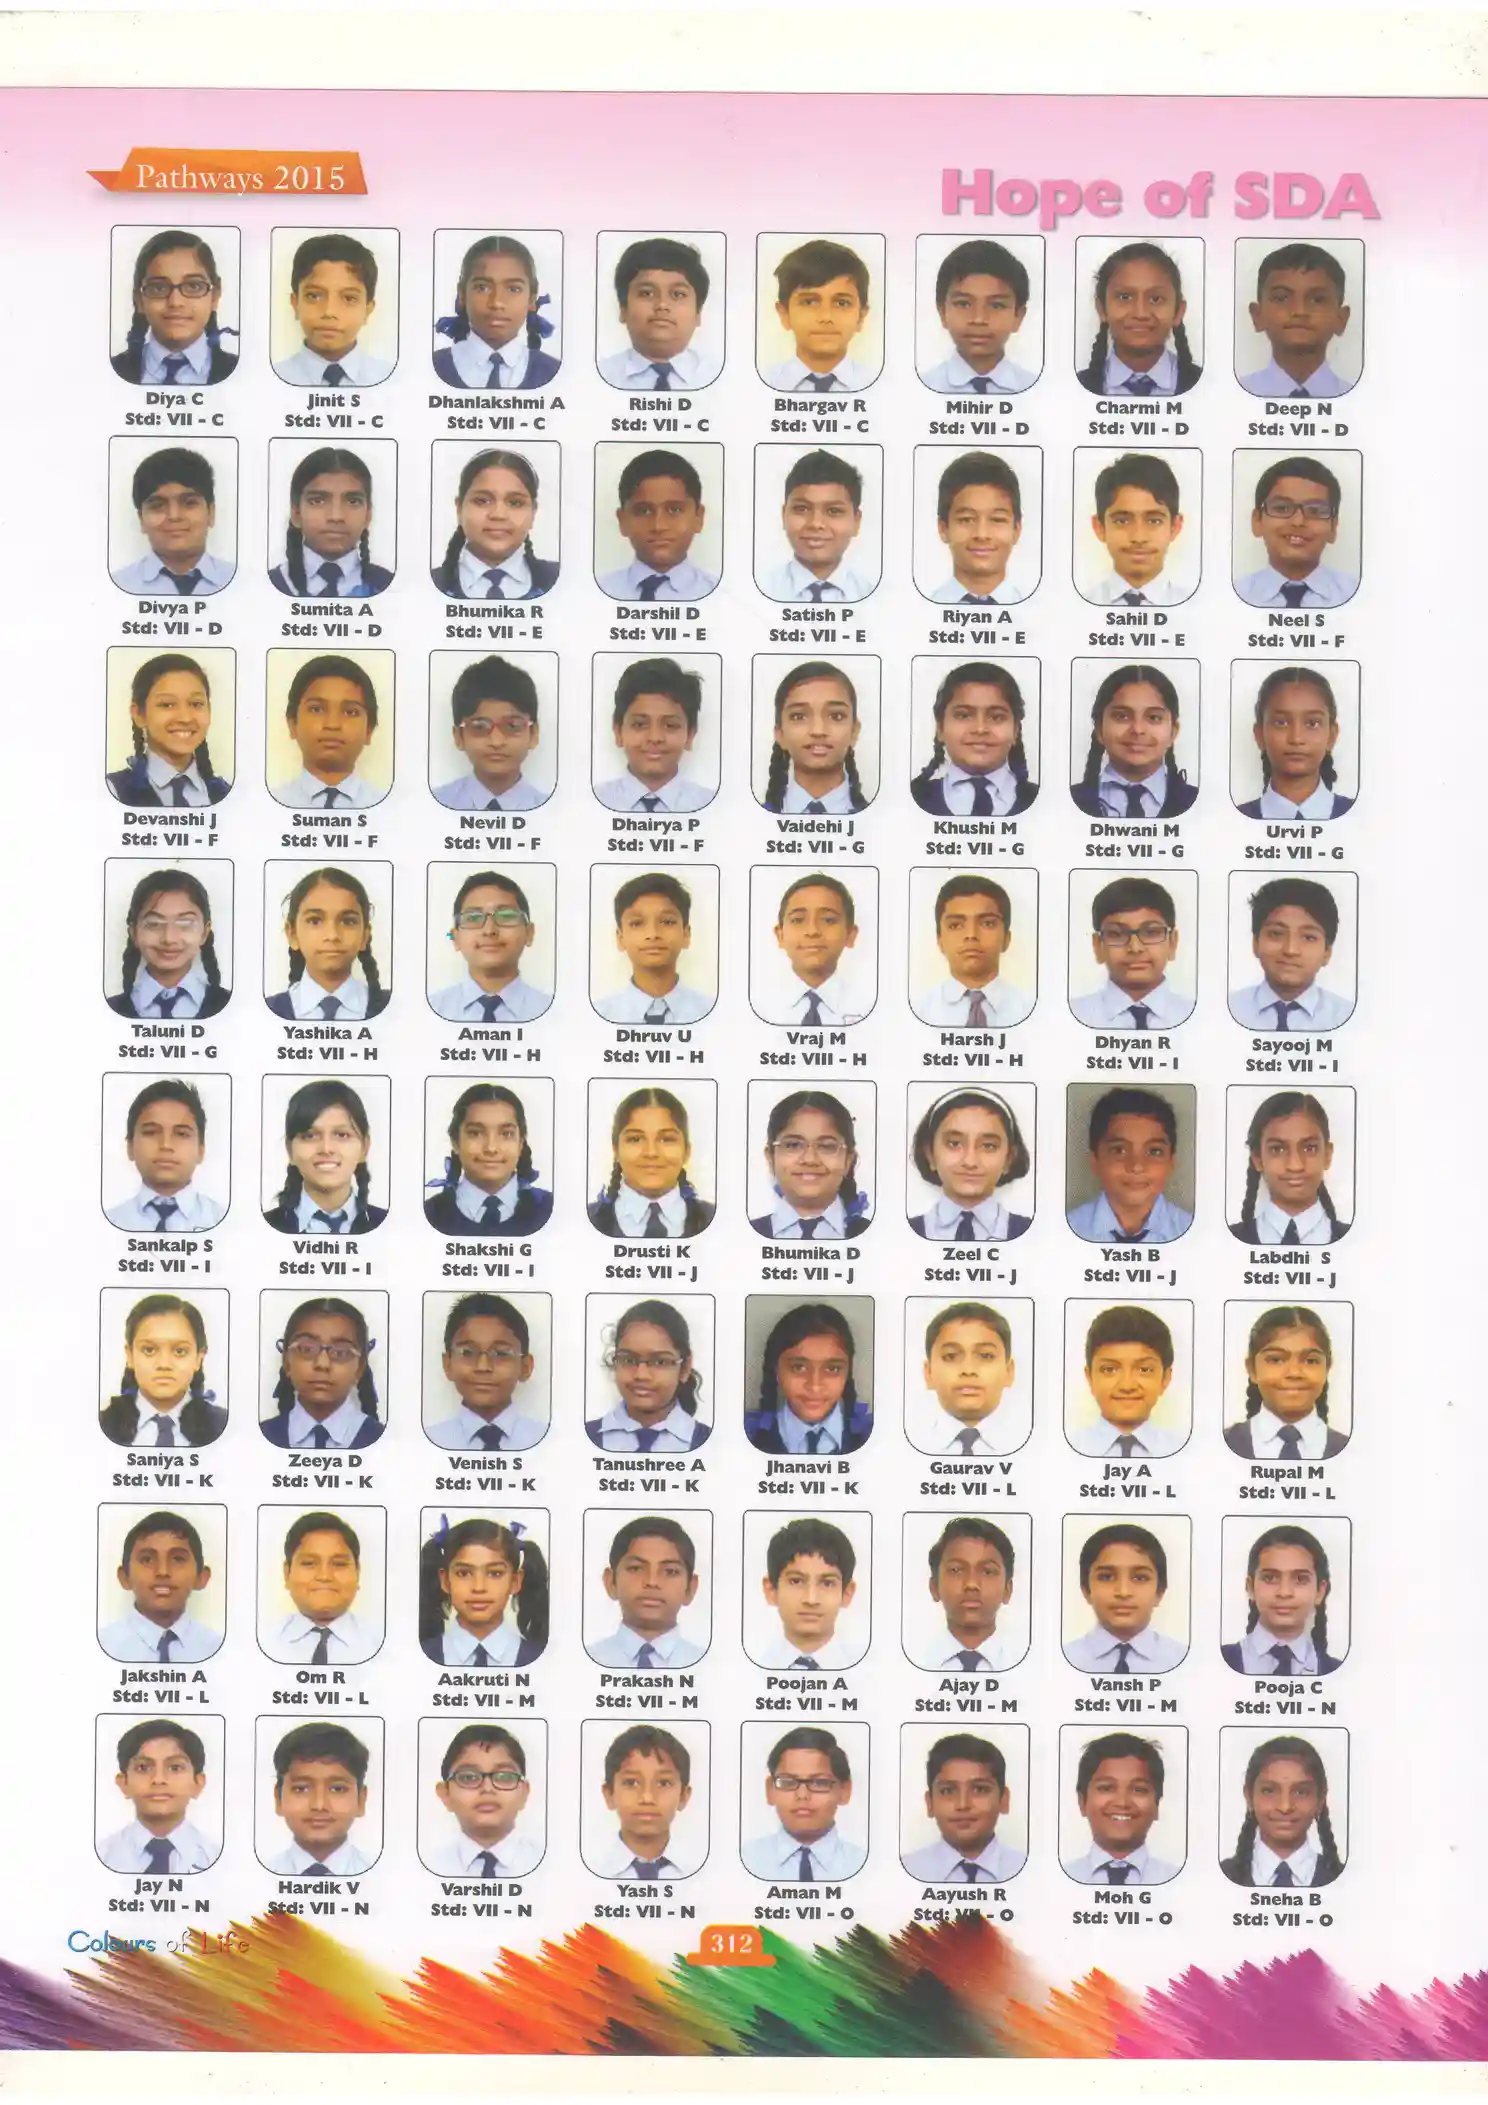 Pathways 2015
Hope of SDA
Diya C Jinit S Dhanlakshmi A Rishi D Bhargav R Mihir D Charmi M Deep N
Std: VII - C Std: VII - C Std: VII - C Std: VII - C Std: VII - C Std: VII - D Std: VII - D Std: VII - D
Divya P Sumita A Bhumika R Darshil D Satish P Riyan A Sahil D Neel S
Std: VII - D Std: VII - D Std: VII - E Std: VII - E Std: VII - E Std: VII - E Std: VII - E Std: VII - F
Devanshi J Suman S Nevil D Dhairya P Vaidehi J Khushi M Dhwani M Urvi P
Std: VII - F Std: VII - F Std: VII - F Std: VII - F Std: VII - G Std: VII - G Std: VII - G Std: VII - G
Taluni D Yashika A Aman I Dhruv U Vraj M Harsh J Dhyan R Sayooj M
Std: VII - G Std: VII - H Std: VII - H Std: VII - H Std: VIII - H Std: VII - H Std: VII - I Std: VII - I
Sankalp S Vidhi R Shakshi G Drusti K Bhumika D Zeel C Yash B Labdhi S
Std: VII - I Std: VII - I Std: VII - I Std: VII - J Std: VII - J Std: VII - J Std: VII - J Std: VII - J
Saniya S Zeeya D Venish S Tanushree A Jhanavi B Gaurav V Jay A Rupal M
Std: VII - K Std: VII - K Std: VII - K Std: VII - K Std: VII - K Std: VII - L Std: VII - L Std: VII - L
Jakshin A Om R Aakruti N Prakash N Poojan A Ajay D Vansh P Pooja C
Std: VII - L Std: VII - L Std: VII - M Std: VII - M Std: VII - M Std: VII - M Std: VII - M Std: VII - N
Jay N Hardik V Varshil D Yash S Aman M Aayush R Moh G Sneha B
Std: VII - N Std: VII - N Std: VII - N Std: VII - N Std: VII - O Std: VII - O Std: VII - O Std: VII - O
Colours of Life
312